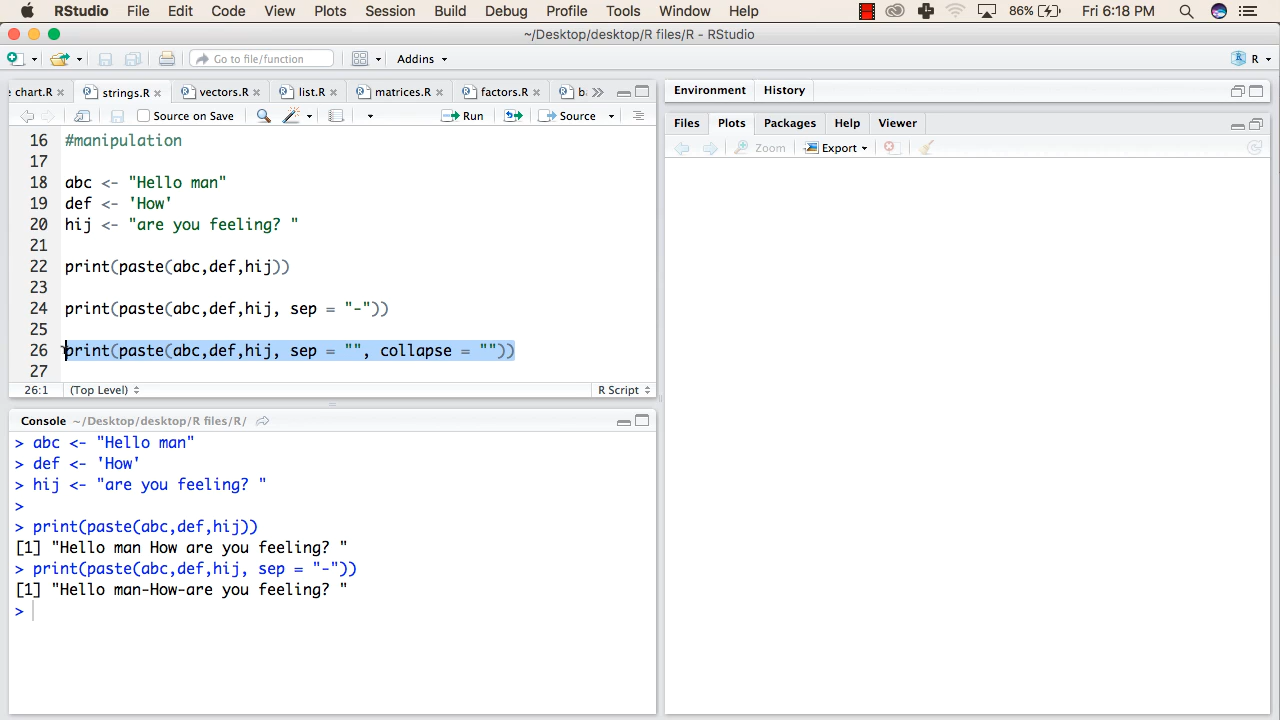 RStudio File Edit Code View Plots Session Build Debug Profile Tools Window Help 86% Fri 6:18 PM
~/Desktop/desktop/R files/R - RStudio
Go to file/function Addins R
e chart.R strings.R vectors.R list.R matrices.R factors.R b
Source on Save Run Source
16 #manipulation
17
18 abc <- "Hello man"
19 def <- 'How'
20 hij <- "are you feeling? "
21
22 print(paste(abc,def,hij))
23
24 print(paste(abc,def,hij, sep = "-"))
25
26 print(paste(abc,def,hij, sep = "", collapse = ""))
27
26:1 (Top Level) R Script
Console ~/Desktop/desktop/R files/R/
> abc <- "Hello man"
> def <- 'How'
> hij <- "are you feeling? "
>
> print(paste(abc,def,hij))
[1] "Hello man How are you feeling? "
> print(paste(abc,def,hij, sep = "-"))
[1] "Hello man-How-are you feeling? "
>
Environment History
Files Plots Packages Help Viewer
Zoom Export